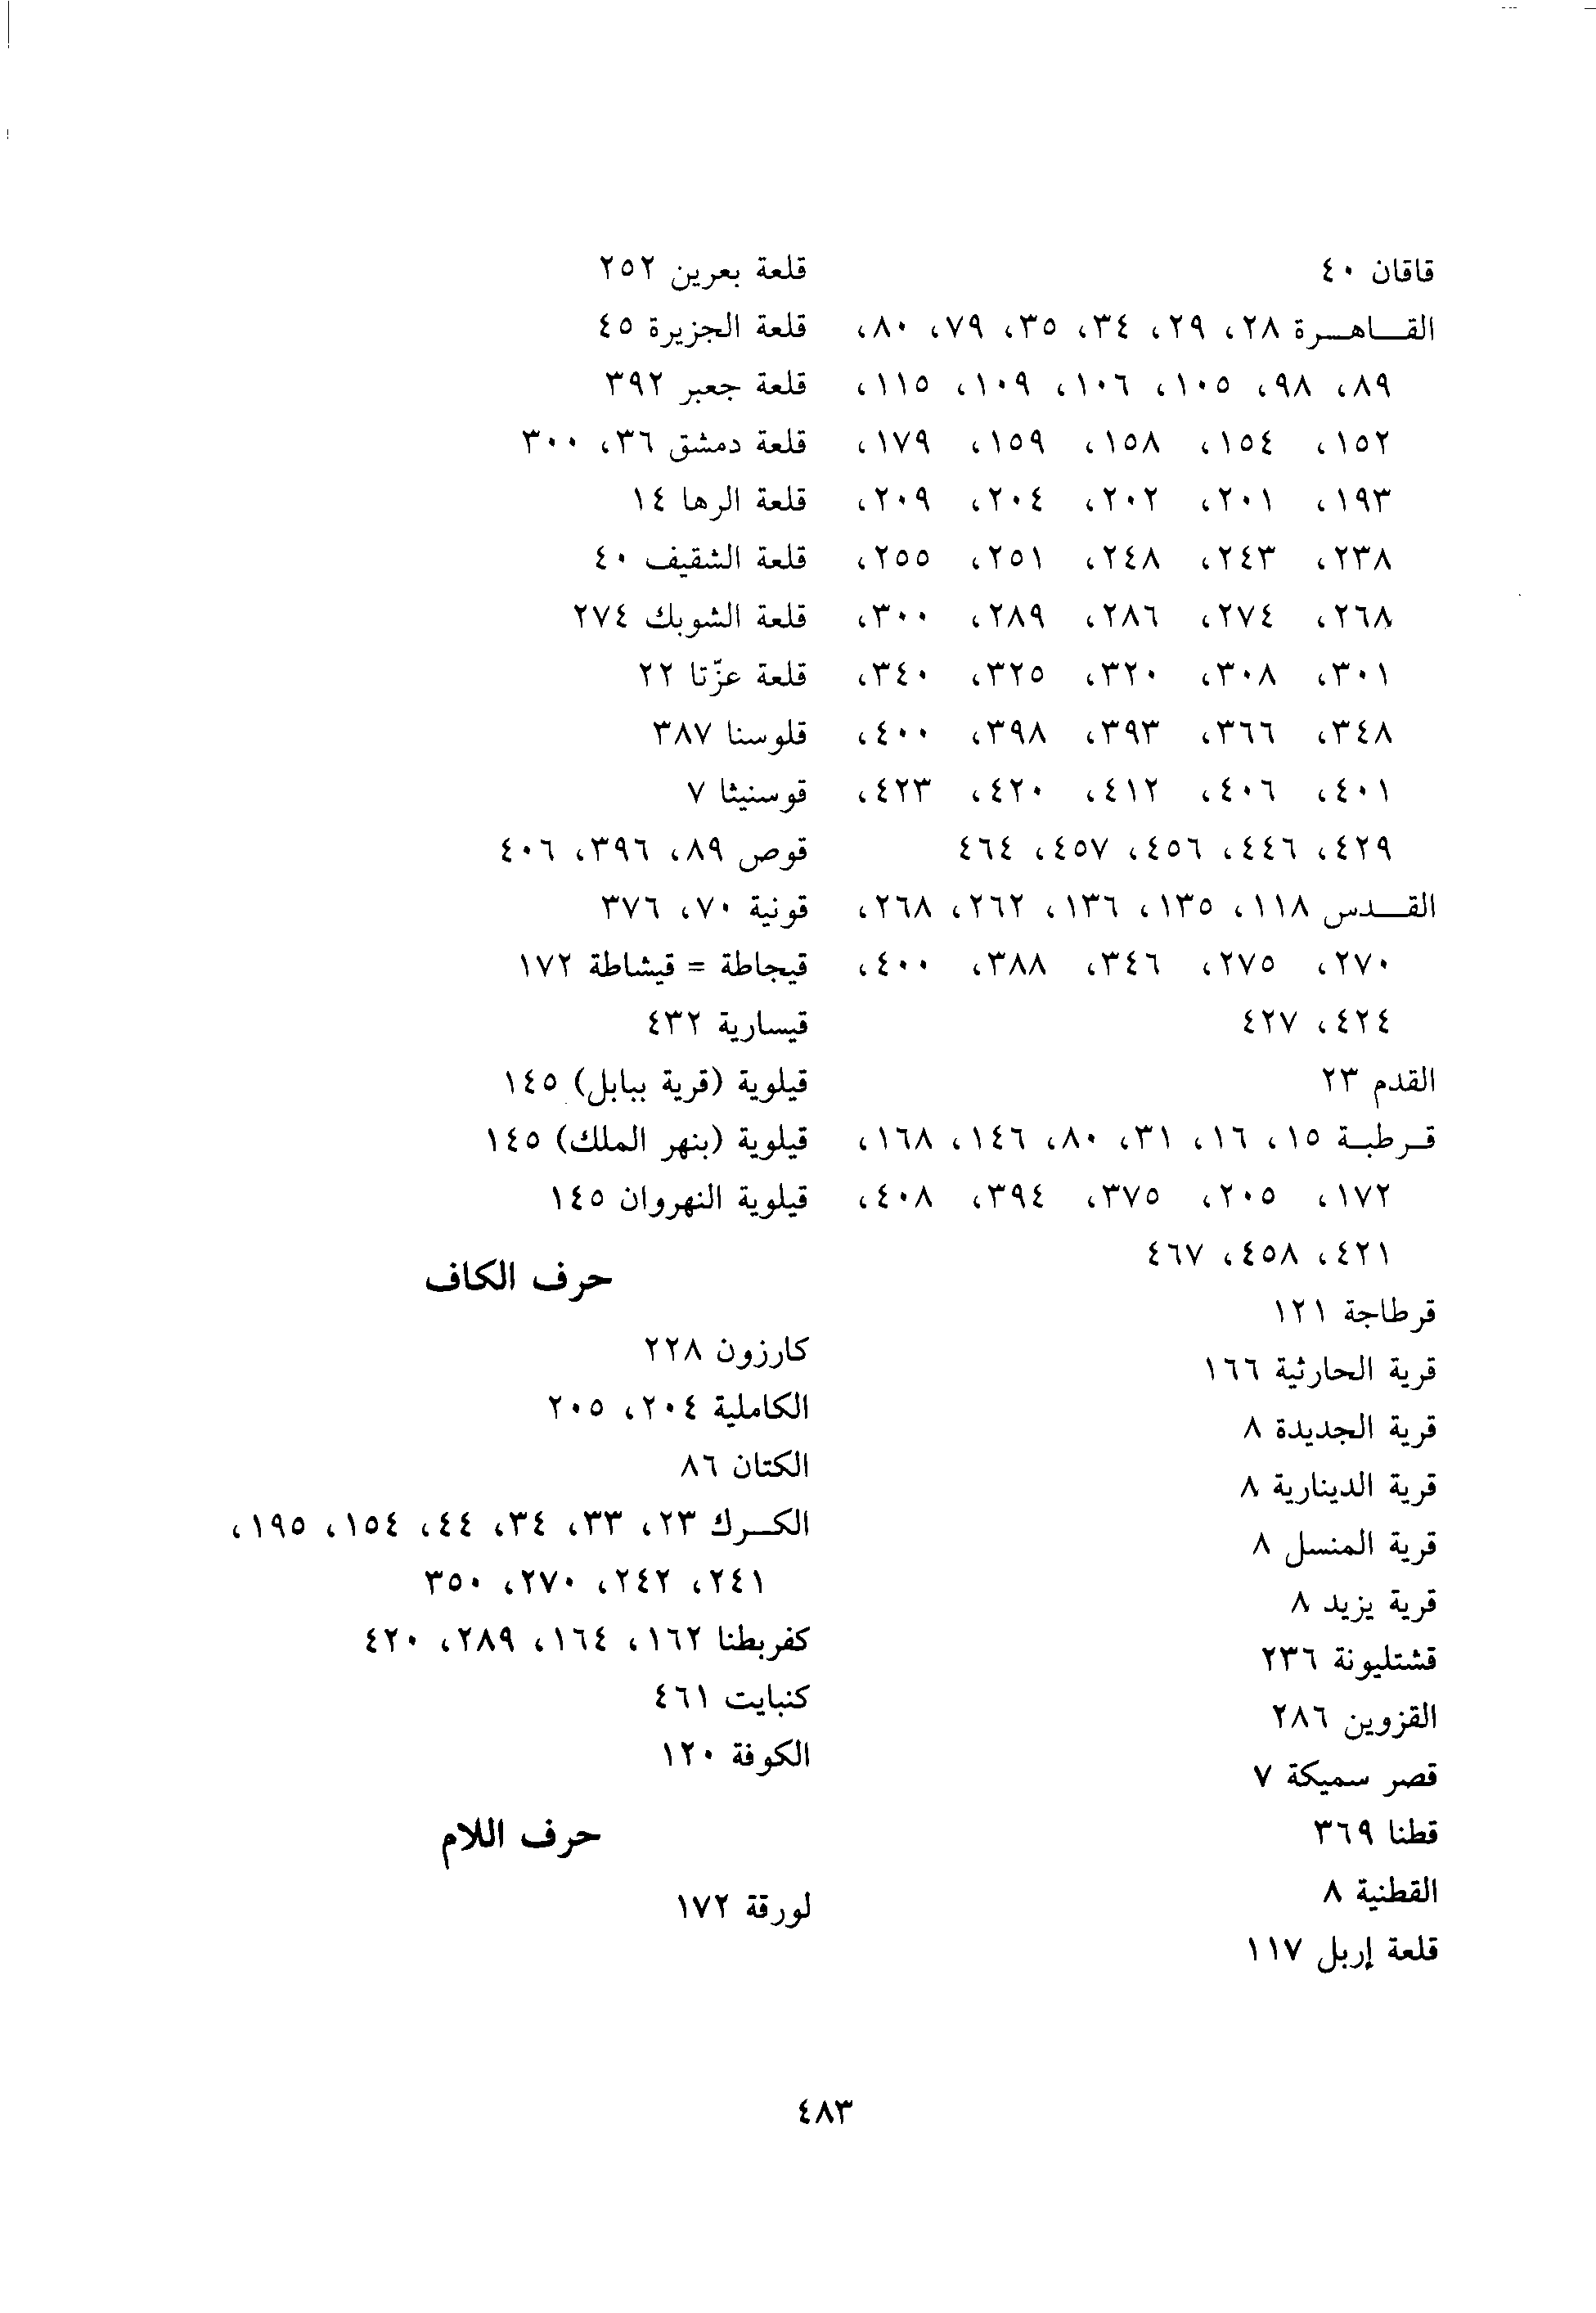 قاقان ٤٠
القاهرة ٢٨، ٢٩، ٣٤، ٣٥، ٧٩، ٨٠،
٨٩، ٩٨، ١٠٥، ١٠٦، ١٠٩، ١١٥،
١٥٢، ١٥٤، ١٥٨، ١٥٩، ١٧٩،
١٩٣، ٢٠١، ٢٠٢، ٢٠٤، ٢٠٩،
٢٣٨، ٢٤٣، ٢٤٨، ٢٥١، ٢٥٥،
٢٦٨، ٢٧٤، ٢٨٦، ٢٨٩، ٣٠٠،
٣٠١، ٣٠٨، ٣٢٠، ٣٢٥، ٣٤٠،
٣٤٨، ٣٦٦، ٣٩٣، ٣٩٨، ٤٠٠،
٤٠١، ٤٠٦، ٤١٢، ٤٢٠، ٤٢٣،
٤٢٩، ٤٤٦، ٤٥٦، ٤٥٧، ٤٦٤
القدس ١١٨، ١٣٥، ١٣٦، ٢٦٢، ٢٦٨،
٢٧٠، ٢٧٥، ٣٤٦، ٣٨٨، ٤٠٠،
٤٢٤، ٤٢٧
القدم ٢٣
قرطبة ١٥، ١٦، ٣١، ٨٠، ١٤٦، ١٦٨،
١٧٢، ٢٠٥، ٣٧٥، ٣٩٤، ٤٠٨،
٤٢١، ٤٥٨، ٤٦٧
قرطاجة ١٢١
قرية الحارثية ١٦٦
قرية الجديدة ٨
قرية الدينارية ٨
قرية المنسل ٨
قرية يزيد ٨
قشتليونة ٢٣٦
القزوين ٢٨٦
قصر سميكة ٧
قطنا ٣٦٩
القطنية ٨
قلعة إربل ١١٧
قلعة بعرين ٢٥٢
قلعة الجزيرة ٤٥
قلعة جعبر ٣٩٢
قلعة دمشق ٣٦، ٣٠٠
قلعة الرها ١٤
قلعة الشقيف ٤٠
قلعة الشوبك ٢٧٤
قلعة عزّتا ٢٢
قلوسنا ٣٨٧
قوسنيثا ٧
قوص ٨٩، ٣٩٦، ٤٠٦
قونية ٧٠، ٣٧٦
قيجاطة = قيشاطة ١٧٢
قيسارية ٤٣٢
قيلوية (قرية ببابل) ١٤٥
قيلوية (بنهر الملك) ١٤٥
قيلوية النهروان ١٤٥
حرف الكاف
كارزون ٢٢٨
الكاملية ٢٠٤، ٢٠٥
الكتان ٨٦
الكرك ٢٣، ٣٣، ٣٤، ٤٤، ١٥٤، ١٩٥،
٢٤١، ٢٤٢، ٢٧٠، ٣٥٠
كفربطنا ١٦٢، ١٦٤، ٢٨٩، ٤٢٠
كنبايت ٤٦١
الكوفة ١٢٠
حرف اللام
لورقة ١٧٢
٤٨٣